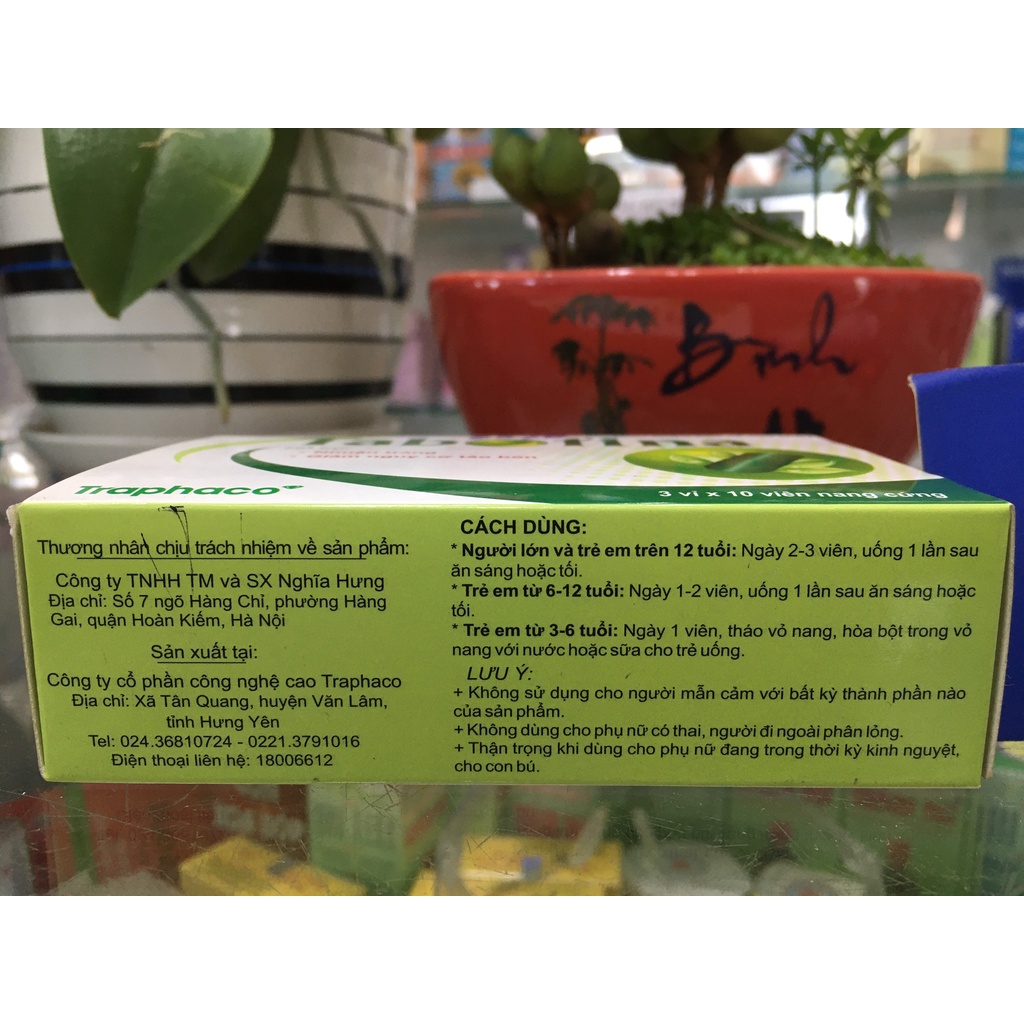 Bình
Traphaco®
3 vỉ x 10 viên nang cứng
Thương nhân chịu trách nhiệm về sản phẩm:
Công ty TNHH TM và SX Nghĩa Hưng
Địa chỉ: Số 7 ngõ Hàng Chỉ, phường Hàng
Gai, quận Hoàn Kiếm, Hà Nội
Sản xuất tại:
Công ty cổ phần công nghệ cao Traphaco
Địa chỉ: Xã Tân Quang, huyện Văn Lâm,
tỉnh Hưng Yên
Tel: 024.36810724 - 0221.3791016
Điện thoại liên hệ: 18006612
CÁCH DÙNG:
* Người lớn và trẻ em trên 12 tuổi: Ngày 2-3 viên, uống 1 lần sau
ăn sáng hoặc tối.
* Trẻ em từ 6-12 tuổi: Ngày 1-2 viên, uống 1 lần sau ăn sáng hoặc
tối.
* Trẻ em từ 3-6 tuổi: Ngày 1 viên, tháo vỏ nang, hòa bột trong vỏ
nang với nước hoặc sữa cho trẻ uống.
LƯU Ý:
+ Không sử dụng cho người mẫn cảm với bất kỳ thành phần nào
của sản phẩm.
+ Không dùng cho phụ nữ có thai, người đi ngoài phân lỏng.
+ Thận trọng khi dùng cho phụ nữ đang trong thời kỳ kinh nguyệt,
cho con bú.